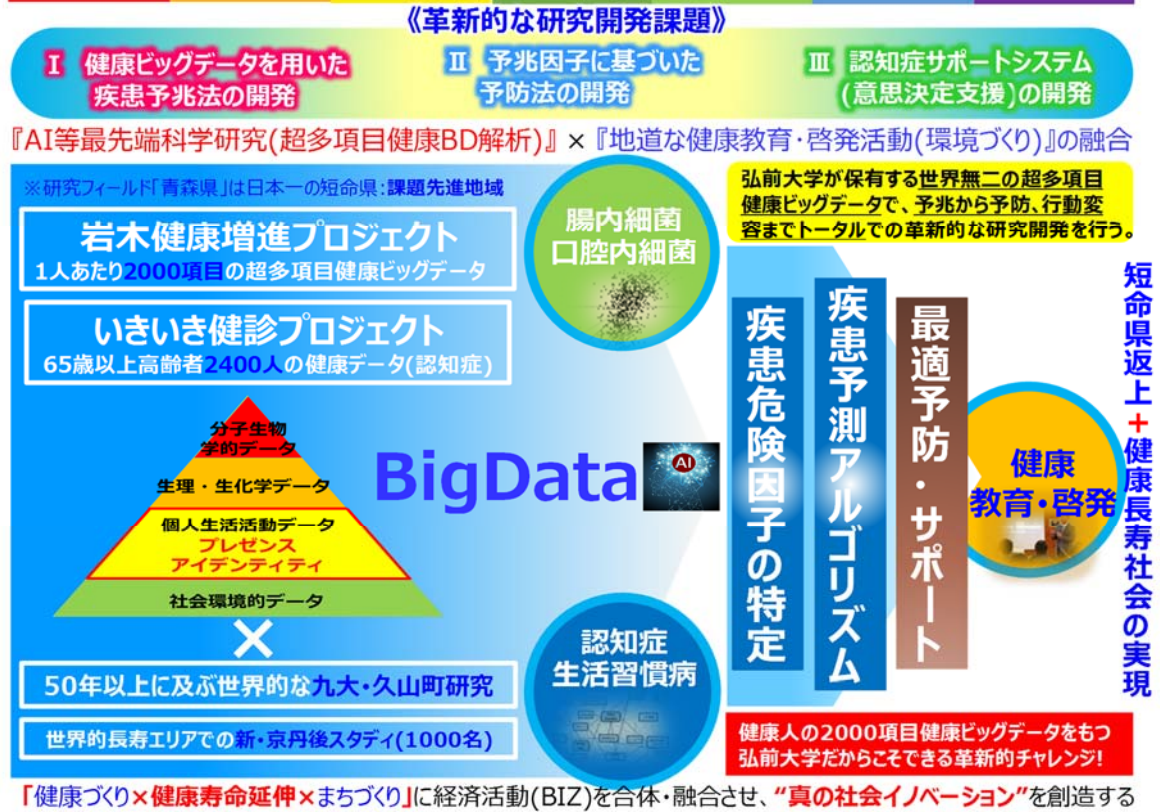 《革新的な研究開発課題》
Ⅰ 健康ビッグデータを用いた
疾患予兆法の開発
Ⅱ 予兆因子に基づいた
予防法の開発
Ⅲ 認知症サポートシステム
(意思決定支援)の開発
『AI等最先端科学研究(超多項目健康BD解析)』×『地道な健康教育・啓発活動(環境づくり)』の融合
※研究フィールド「青森県」は日本一の短命県:課題先進地域
岩木健康増進プロジェクト
1人あたり2000項目の超多項目健康ビッグデータ
いきいき健診プロジェクト
65歳以上高齢者2400人の健康データ(認知症)
分子生物
学的データ
生理・生化学データ
個人生活活動データ
プレゼンス
アイデンティティ
社会環境的データ
×
50年以上に及ぶ世界的な九大・久山町研究
世界的長寿エリアでの新・京丹後スタディ(1000名)
腸内細菌
口腔内細菌
BigData
AI
認知症
生活習慣病
弘前大学が保有する世界無二の超多項目
健康ビッグデータで、予兆から予防、行動変
容までトータルでの革新的な研究開発を行う。
疾患危険因子の特定
疾患予測アルゴリズム
最適予防・サポート
健康
教育・啓発
短命県返上+健康長寿社会の実現
健康人の2000項目健康ビッグデータをもつ
弘前大学だからこそできる革新的チャレンジ!
「健康づくり×健康寿命延伸×まちづくり」に経済活動(BIZ)を合体・融合させ、“真の社会イノベーション”を創造する